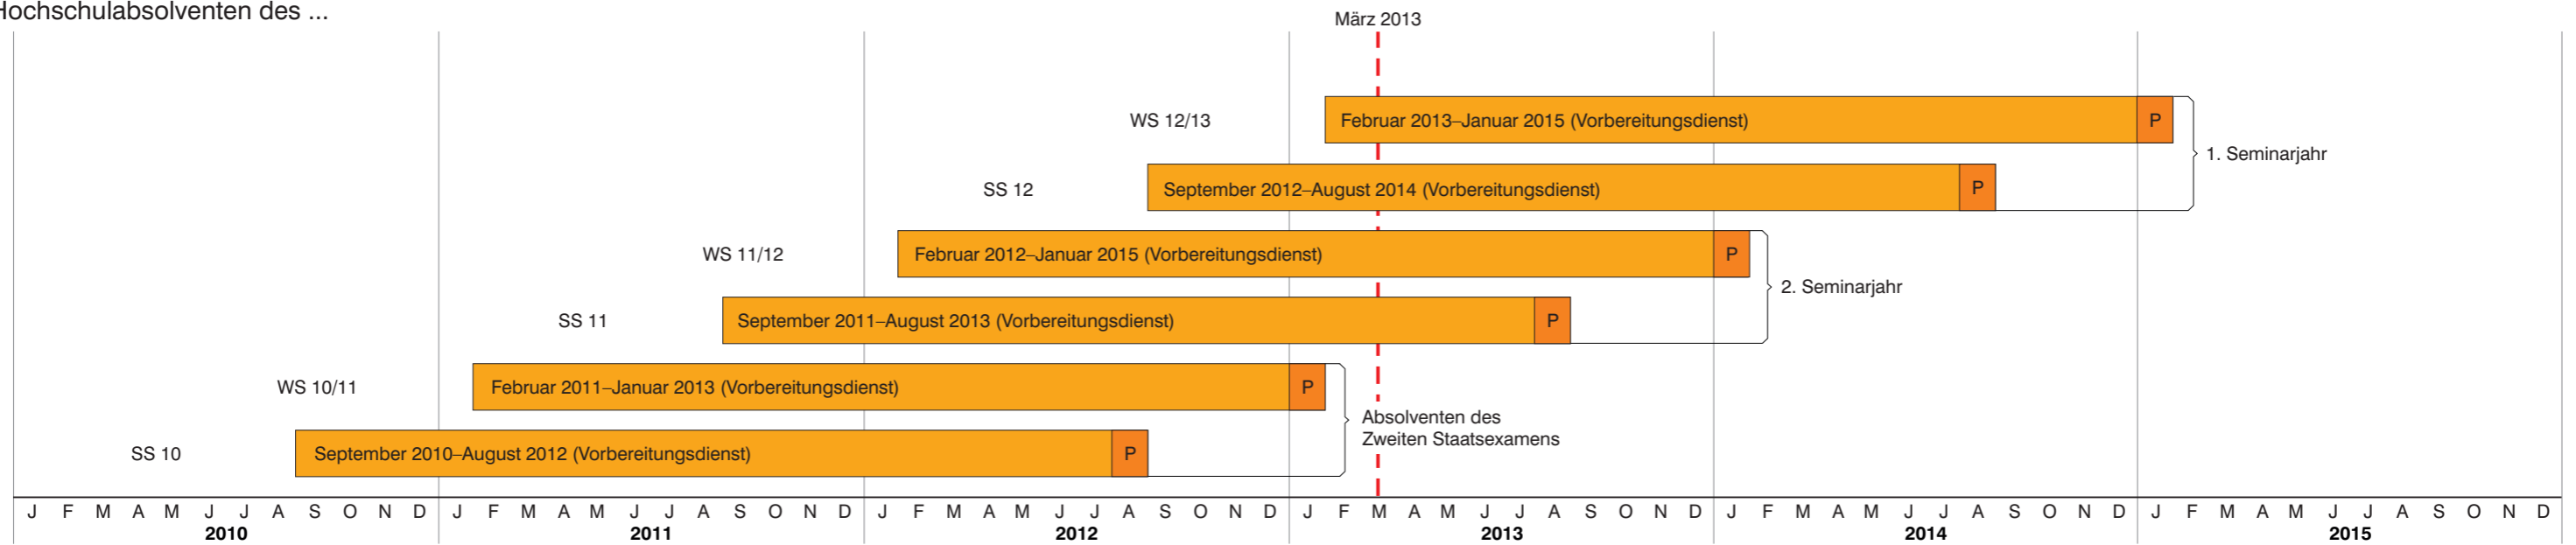 Hochschulabsolventen des ...
März 2013
WS 12/13
Februar 2013–Januar 2015 (Vorbereitungsdienst)
P
1. Seminarjahr
SS 12
September 2012–August 2014 (Vorbereitungsdienst)
P
WS 11/12
Februar 2012–Januar 2015 (Vorbereitungsdienst)
P
2. Seminarjahr
SS 11
September 2011–August 2013 (Vorbereitungsdienst)
P
WS 10/11
Februar 2011–Januar 2013 (Vorbereitungsdienst)
P
Absolventen des
Zweiten Staatsexamens
SS 10
September 2010–August 2012 (Vorbereitungsdienst)
P
J F M A M J J A S O N D J F M A M J J A S O N D J F M A M J J A S O N D J F M A M J J A S O N D J F M A M J J A S O N D J F M A M J J A S O N D
2010 2011 2012 2013 2014 2015